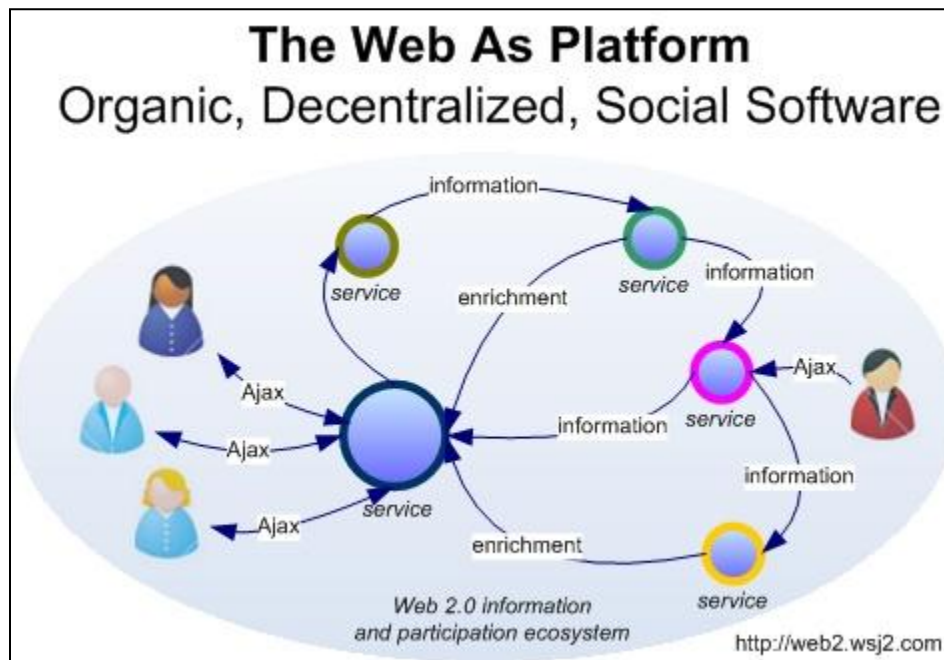 The Web As Platform
Organic, Decentralized, Social Software
information
service
service
information
enrichment
Ajax
Ajax
service
information
Ajax
information
Ajax
service
enrichment
service
Web 2.0 information
and participation ecosystem
http://web2.wsj2.com